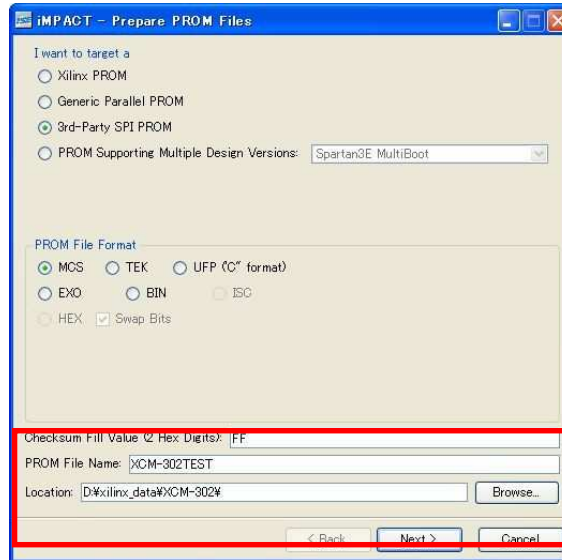 iMPACT - Prepare PROM Files
I want to target a
Xilinx PROM
Generic Parallel PROM
3rd-Party SPI PROM
PROM Supporting Multiple Design Versions: Spartan3E MultiBoot
PROM File Format
MCS TEK UFP ("C" format)
EXO BIN ISC
HEX Swap Bits
Checksum Fill Value (2 Hex Digits): FF
PROM File Name: XCM-302TEST
Location: D:¥xilinx_data¥XCM-302¥ Browse...
< Back Next > Cancel